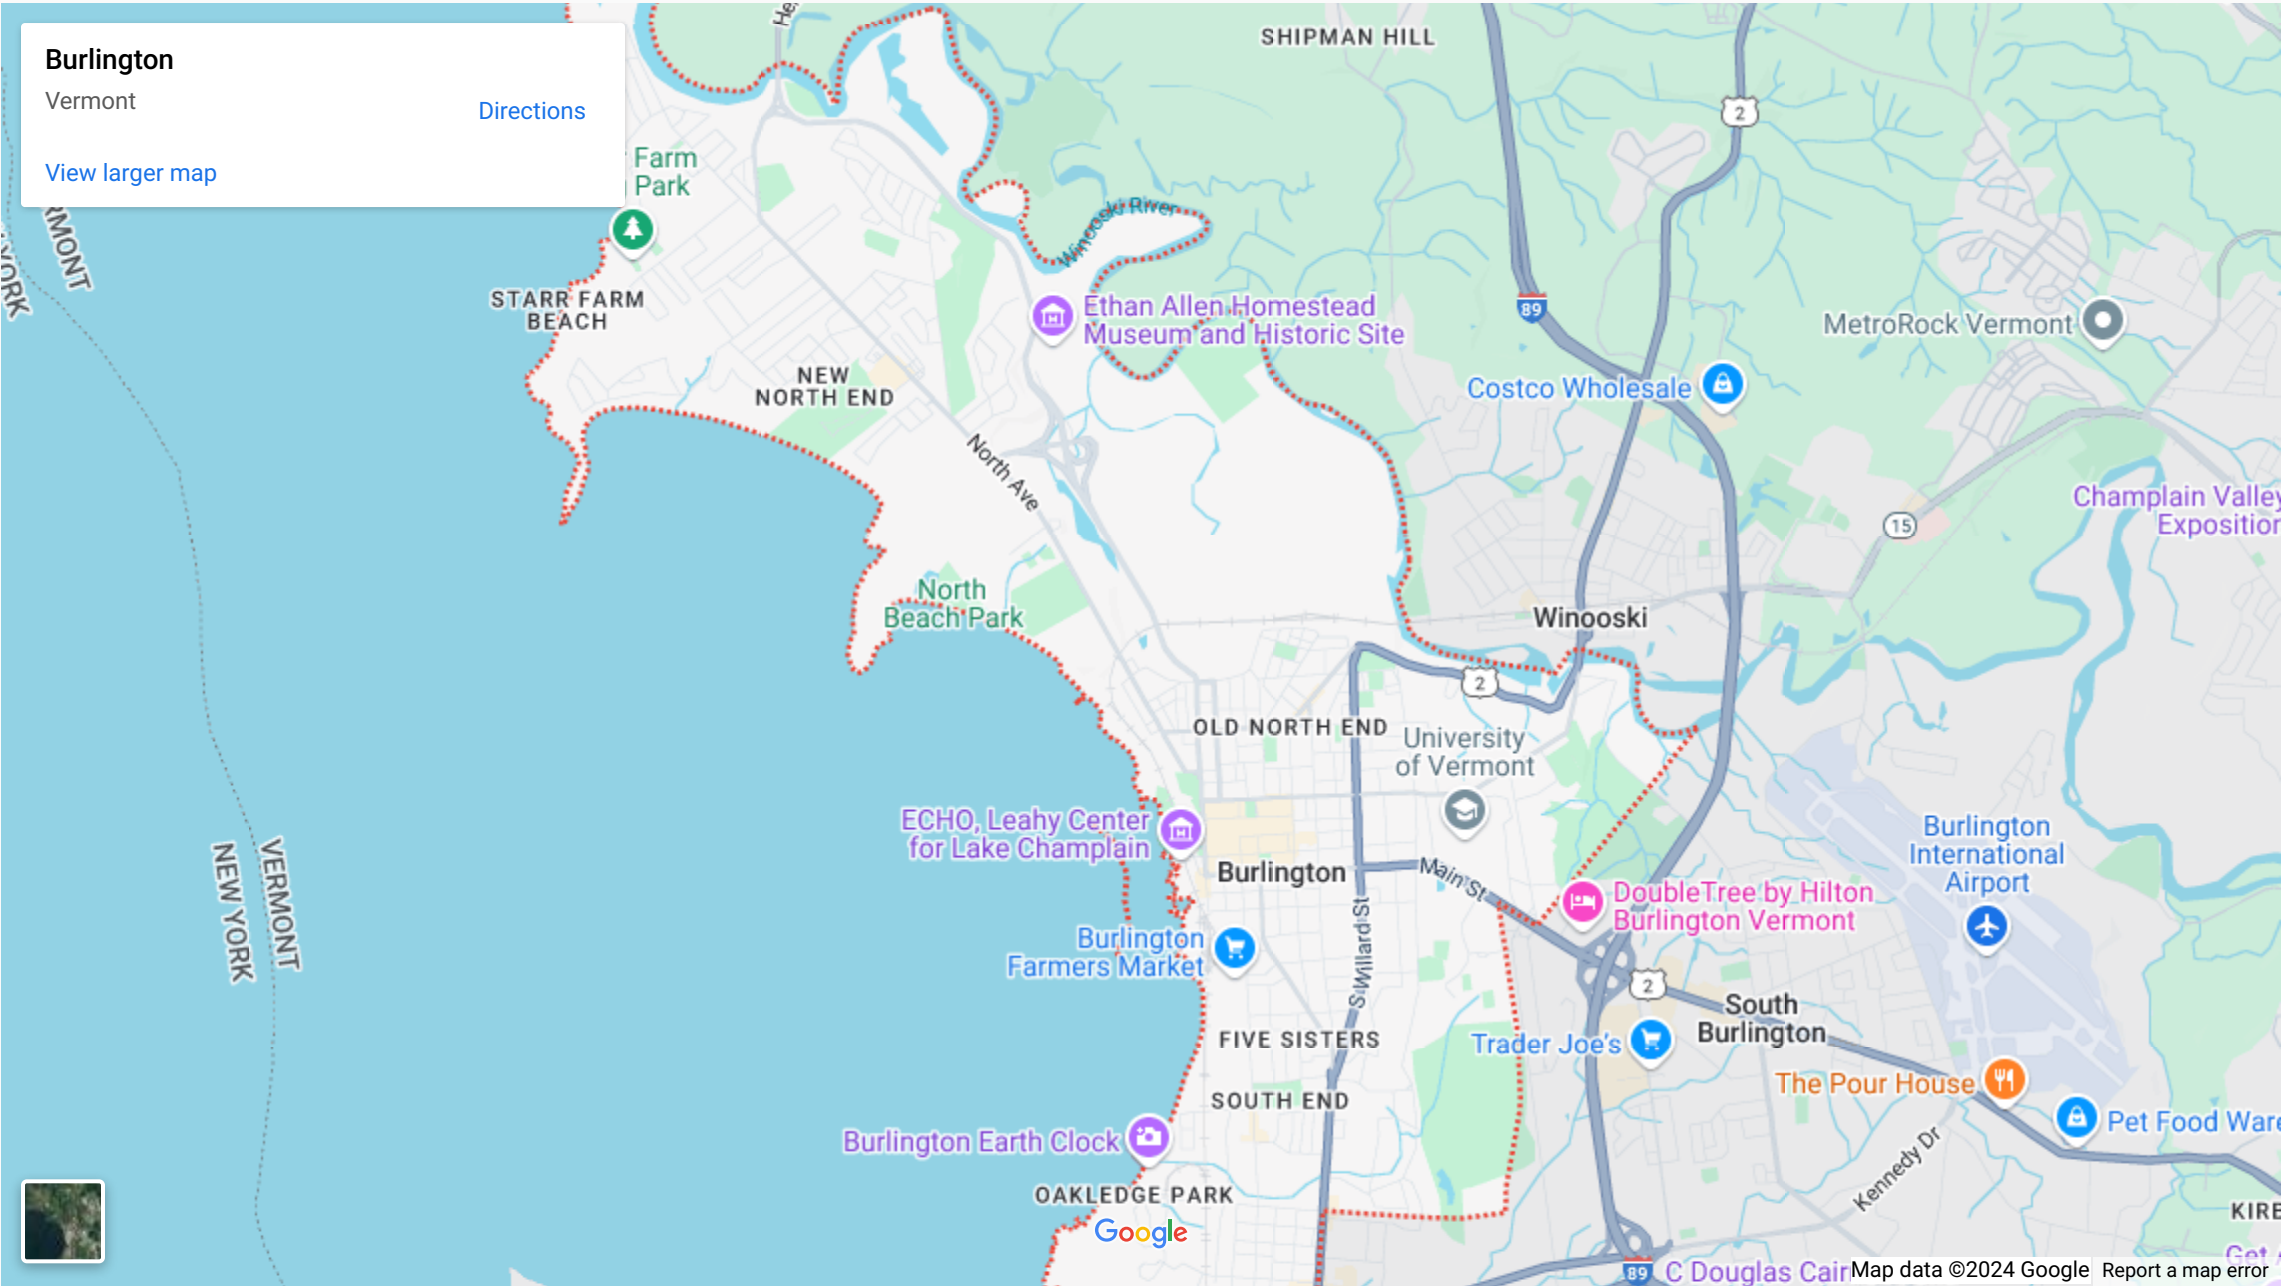 Burlington
Vermont
Directions
View larger map
SHIPMAN HILL
2
Farm
Park
Winooski River
STARR FARM
BEACH
Ethan Allen Homestead
Museum and Historic Site
89
MetroRock Vermont
NEW
NORTH END
Costco Wholesale
North Ave
Champlain Valley
Exposition
15
North
Beach Park
Winooski
2
OLD NORTH END
University
of Vermont
ECHO, Leahy Center
for Lake Champlain
Burlington
International
Airport
VERMONT
NEW YORK
Burlington
Main St
DoubleTree by Hilton
Burlington Vermont
Burlington
Farmers Market
S Willard St
2
South
Burlington
FIVE SISTERS
Trader Joe's
The Pour House
SOUTH END
Pet Food Ware
Burlington Earth Clock
Kennedy Dr
OAKLEDGE PARK
Google
89
C Douglas Cair
Map data ©2024 Google
Report a map error